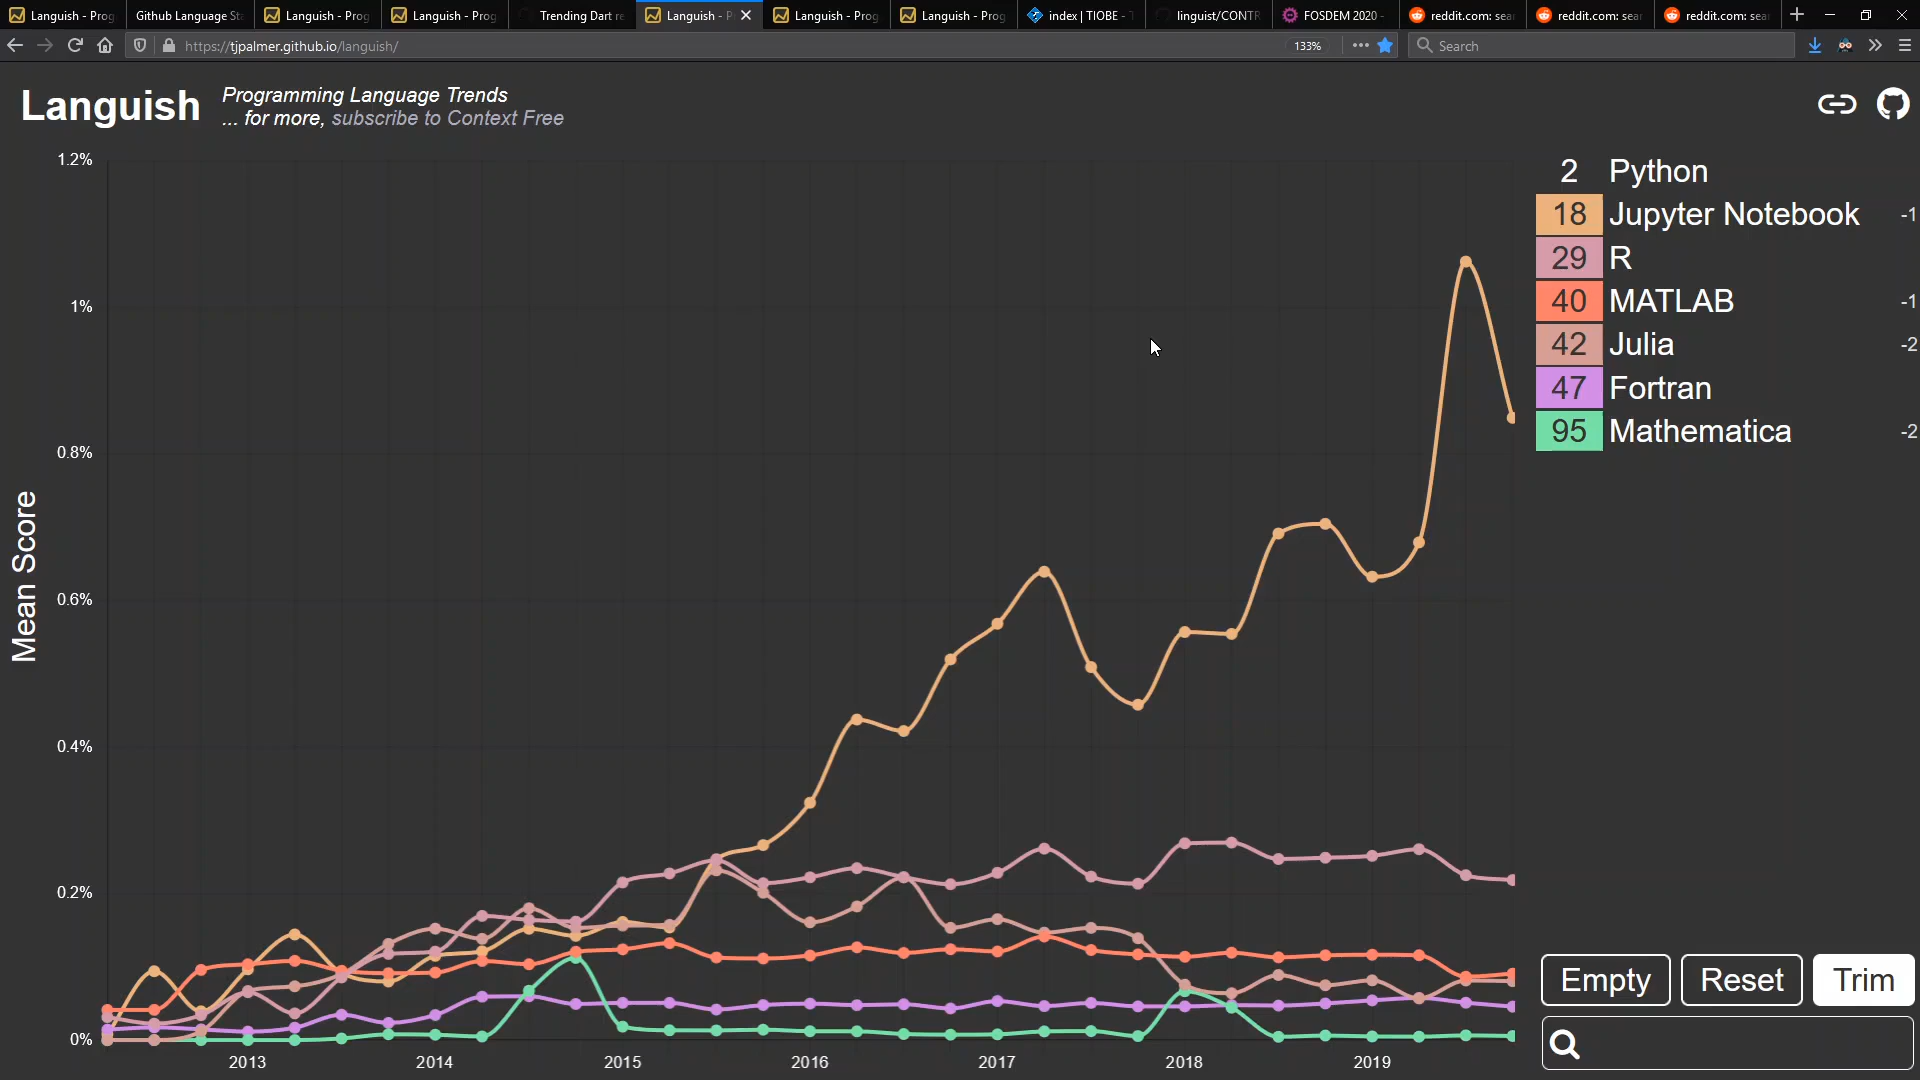 Languish - Prog
Github Language St
Languish - Prog
Languish - Prog
Trending Dart re
Languish - P
Languish - Prog
Languish - Prog
index | TIOBE -
linguist/CONTR
FOSDEM 2020 -
reddit.com: sea
reddit.com: sea
reddit.com: sea
https://tjpalmer.github.io/languish/
133%
Search
Languish
Programming Language Trends
... for more, subscribe to Context Free
1.2%
1%
0.8%
0.6%
0.4%
0.2%
0%
Mean Score
2013 2014 2015 2016 2017 2018 2019
2 Python
18 Jupyter Notebook -1
29 R
40 MATLAB -1
42 Julia -2
47 Fortran
95 Mathematica -2
Empty Reset Trim